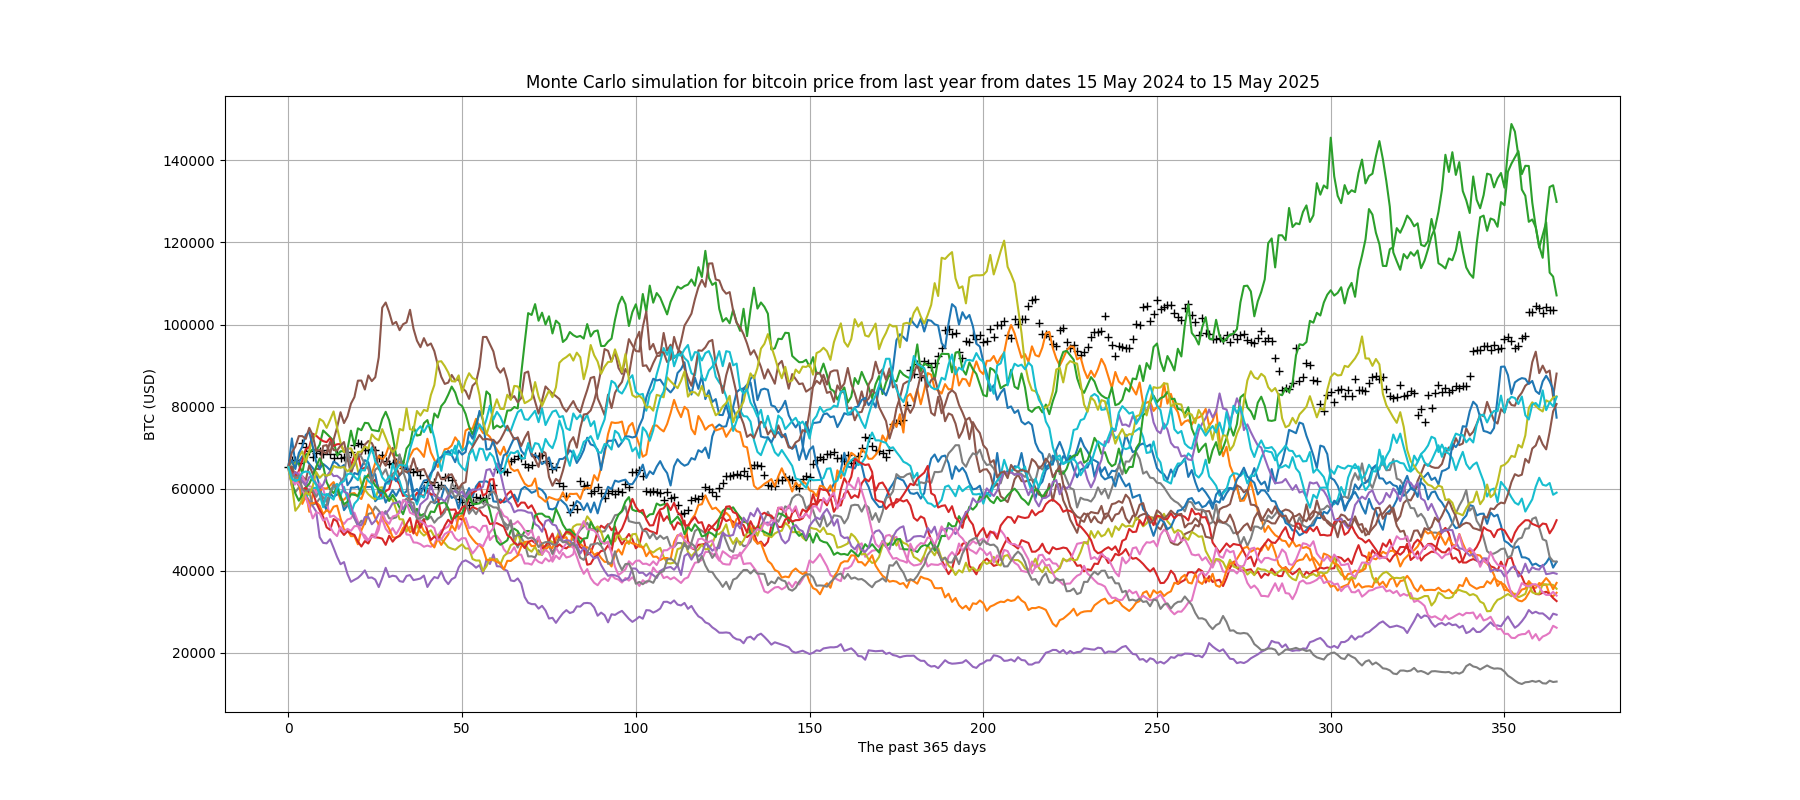 Monte Carlo simulation for bitcoin price from last year from dates 15 May 2024 to 15 May 2025
BTC (USD)
140000
120000
100000
80000
60000
40000
20000
0 50 100 150 200 250 300 350
The past 365 days